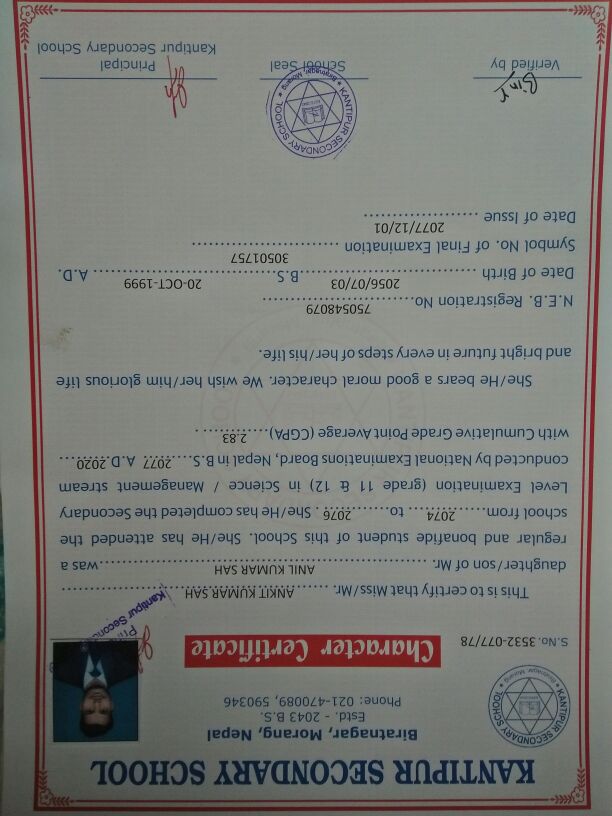 KANTIPUR SECONDARY SCHOOL
Biratnagar, Morang, Nepal
Estd. - 2043 B.S.
Phone: 021-470089, 590346
KANTIPUR SECONDARY SCHOOL
Biratnagar, Morang
S.No. 3532-077/78
Character Certificate
Kantipur Second
This is to certify that Miss/Mr. ANKIT KUMAR SAH
daughter/son of Mr. ANIL KUMAR SAH was a
regular and bonafide student of this School. She/He has attended the
school from 2074 to 2076. She/He has completed the Secondary
Level Examination (grade 11 & 12) in Science / Management stream
conducted by National Examinations Board, Nepal in B.S. 2077 A.D. 2020
with Cumulative Grade Point Average (CGPA) 2.83.
She/He bears a good moral character. We wish her/him glorious life
and bright future in every steps of her/his life.
N.E.B. Registration No. 750548079
Date of Birth 2056/07/03 B.S. 20-OCT-1999 A.D.
Symbol No. of Final Examination 30501757
Date of Issue 2077/12/01
KANTIPUR SECONDARY SCHOOL
Biratnagar, Morang
Verified by
School Seal
Principal
Kantipur Secondary School